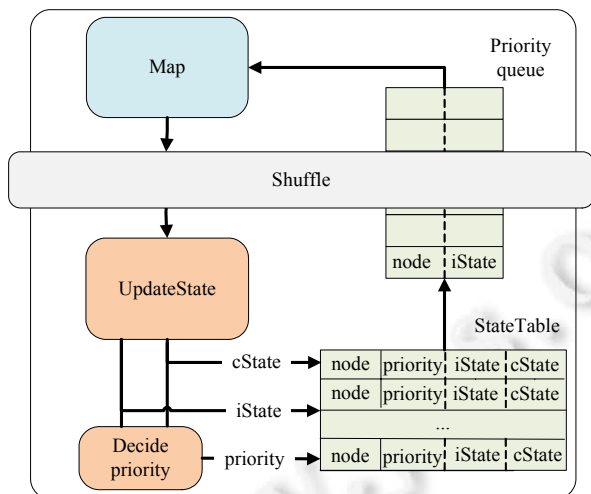 Priority
queue
Map
Shuffle
node iState
UpdateState
StateTable
cState
node priority iState cState
node priority iState cState
iState
...
Decide
priority
priority
node priority iState cState